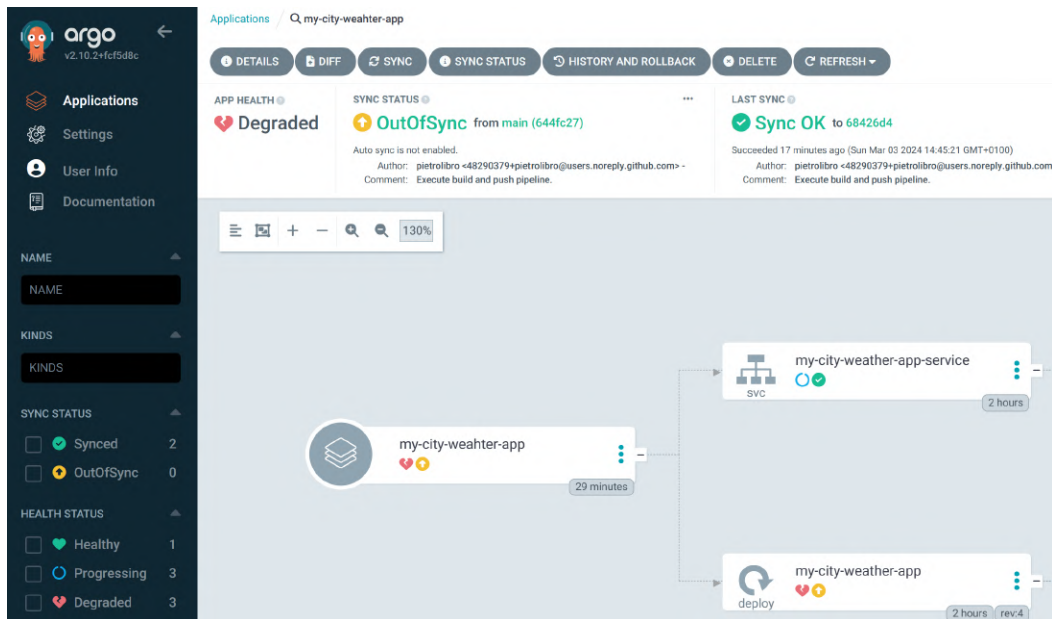 argo
v2.10.2+fcf5d8c
Applications
Settings
User Info
Documentation
NAME
NAME
KINDS
KINDS
SYNC STATUS
Synced 2
OutOfSync 0
HEALTH STATUS
Healthy 1
Progressing 3
Degraded 3
Applications / my-city-weahter-app
DETAILS DIFF SYNC SYNC STATUS HISTORY AND ROLLBACK DELETE REFRESH
APP HEALTH
Degraded
SYNC STATUS
OutOfSync from main (644fc27)
Auto sync is not enabled.
Author: pietrolibro <48290379+pietrolibro@users.noreply.github.com> -
Comment: Execute build and push pipeline.
LAST SYNC
Sync OK to 68426d4
Succeeded 17 minutes ago (Sun Mar 03 2024 14:45:21 GMT+0100)
Author: pietrolibro <48290379+pietrolibro@users.noreply.github.com
Comment: Execute build and push pipeline.
130%
my-city-weahter-app
29 minutes
my-city-weather-app-service
svc
2 hours
my-city-weather-app
deploy
2 hours rev:4